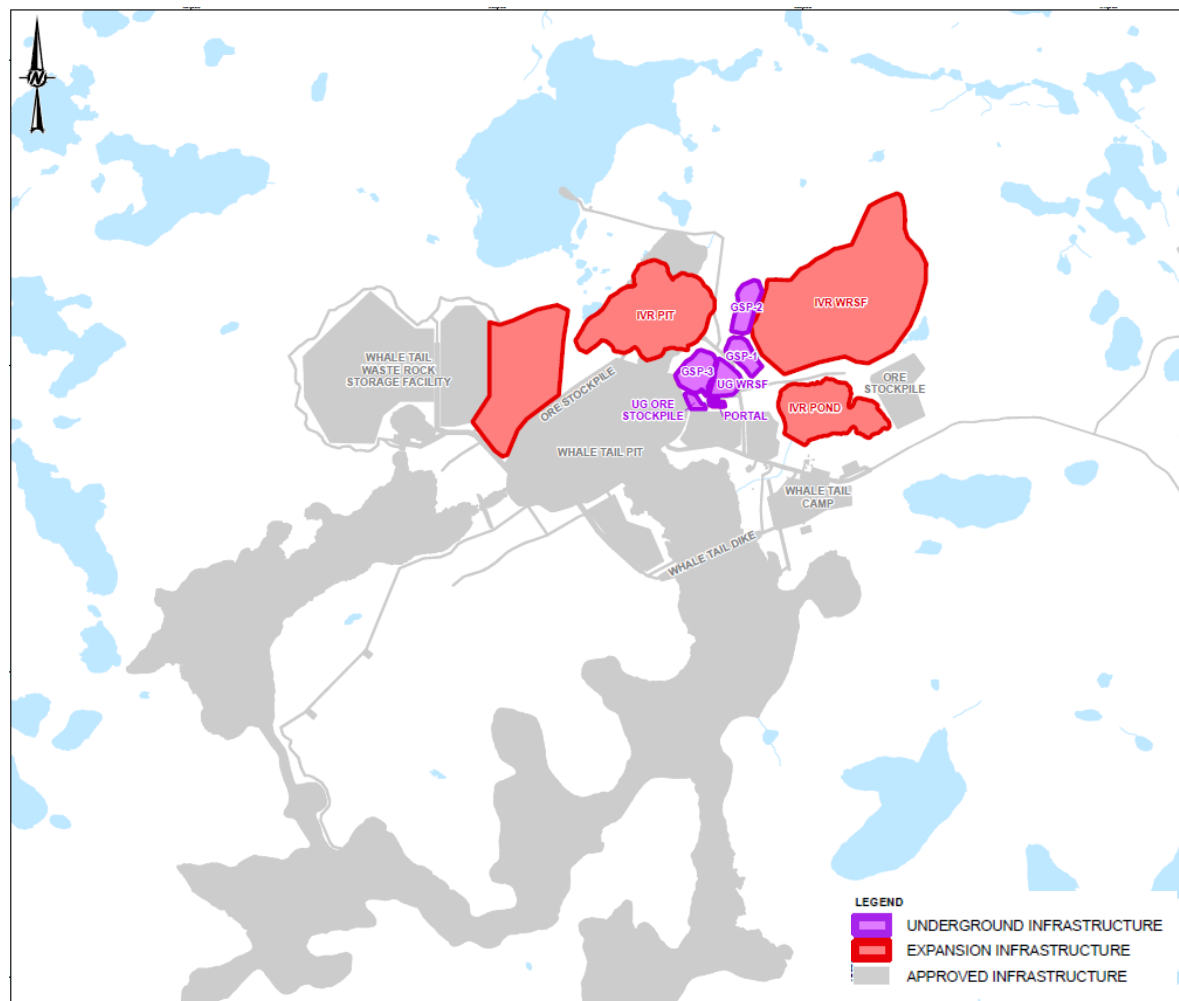 N
IVR WRSF
GSP-2
IVR PIT
GSP-1
WHALE TAIL
WASTE ROCK
STORAGE FACILITY
GSP-3
UG WRSF
ORE
STOCKPILE
ORE STOCKPILE
UG ORE
STOCKPILE
PORTAL
IVR POND
WHALE TAIL PIT
WHALE TAIL
CAMP
WHALE TAIL DIKE
LEGEND
UNDERGROUND INFRASTRUCTURE
EXPANSION INFRASTRUCTURE
APPROVED INFRASTRUCTURE